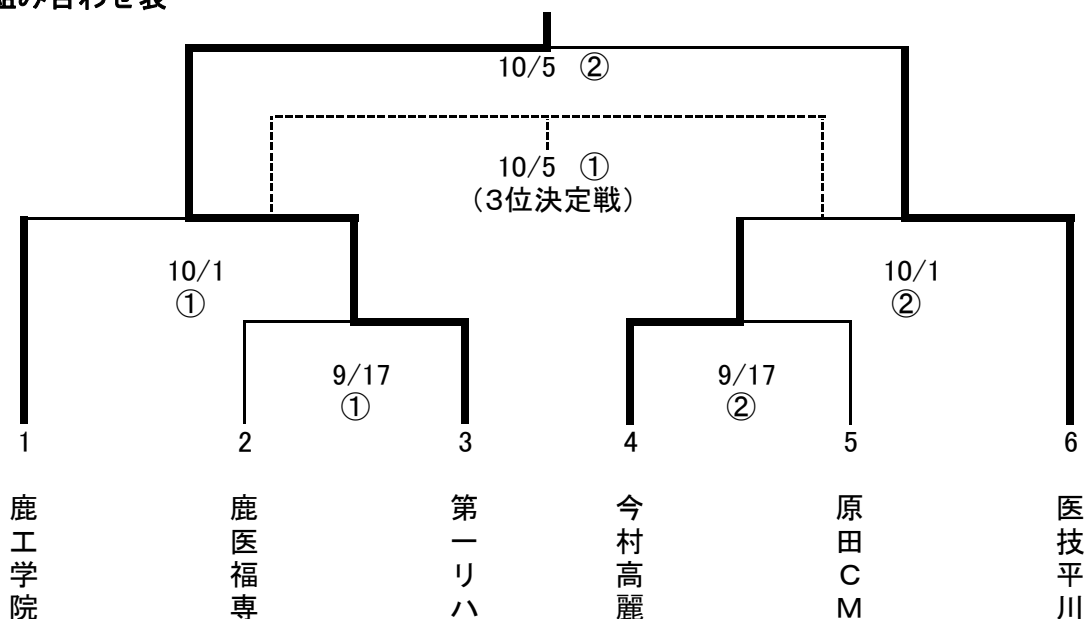 組み合わせ表
10/5 ②
10/5 ①
(3位決定戦)
10/1
①
10/1
②
9/17
①
9/17
②
1
2
3
4
5
6
鹿工学院
鹿医福専
第一リハ
今村高麗
原田CM
医技平川